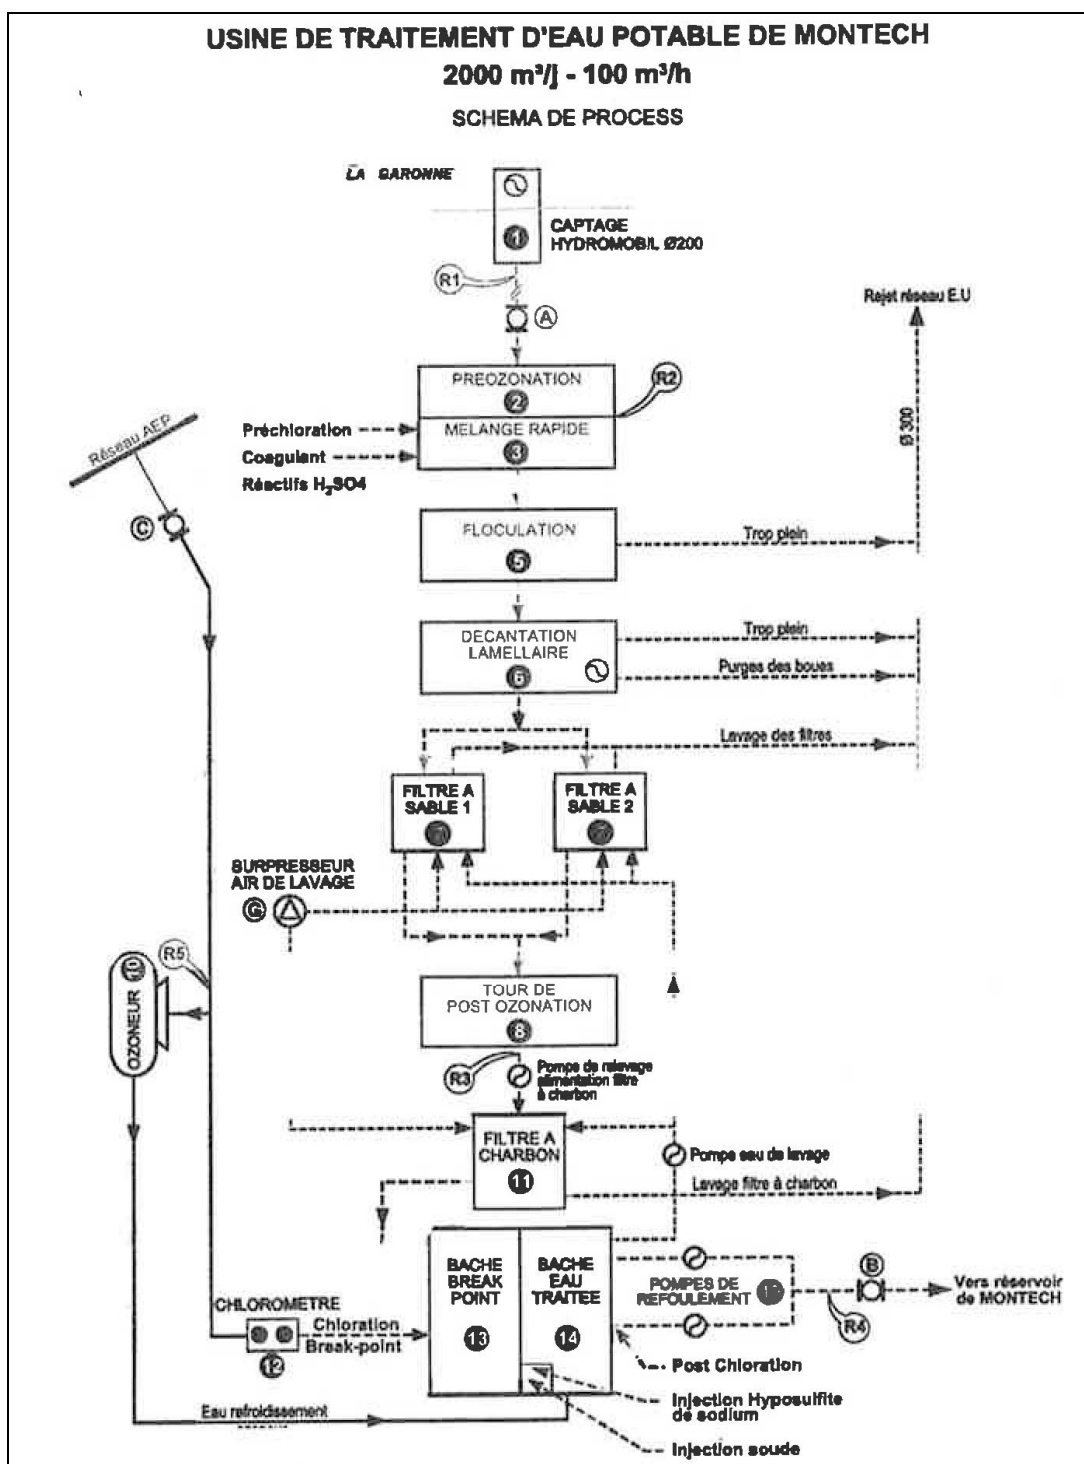 USINE DE TRAITEMENT D'EAU POTABLE DE MONTECH
2000 m³/j - 100 m³/h
SCHEMA DE PROCESS
LA GARONNE
1
CAPTAGE
HYDROMOBIL Ø200
R1
A
Rejet réseau E.U
Ø 300
PREOZONATION
2
R2
Préchloration
MELANGE RAPIDE
3
Coagulant
Réactifs H₂SO4
Réseau AEP
C
FLOCULATION
5
Trop plein
DECANTATION
LAMELLAIRE
6
Trop plein
Purges des boues
Lavage des filtres
FILTRE A
SABLE 1
FILTRE A
SABLE 2
SURPRESSEUR
AIR DE LAVAGE
G
R5
OZONEUR
10
TOUR DE
POST OZONATION
8
R3
Pompe de relevage
alimentation filtre
à charbon
FILTRE A
CHARBON
11
Pompe eau de lavage
Lavage filtre à charbon
BACHE
BREAK
POINT
13
BACHE
EAU
TRAITEE
14
POMPES DE
REFOULEMENT
B
R4
Vers réservoir
de MONTECH
CHLOROMETRE
12
Chloration
Break-point
Post Chloration
Injection Hyposulfite
de sodium
Eau refroidissement
Injection soude